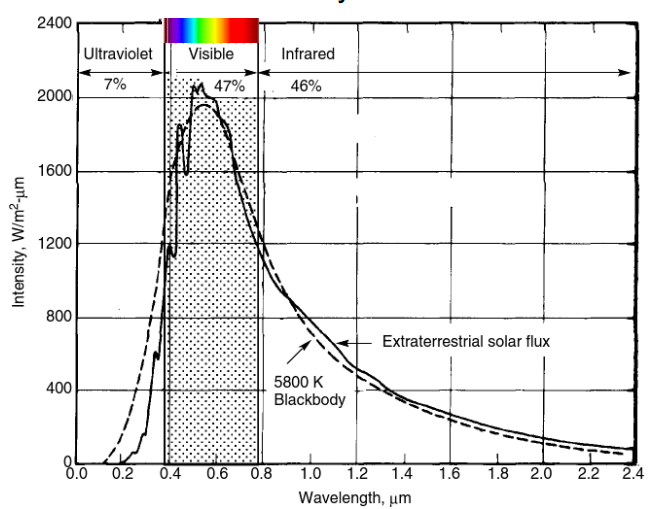 2400
Ultraviolet
Visible
Infrared
7%
47%
46%
2000
1600
1200
800
400
0
Intensity, W/m²-μm
Extraterrestrial solar flux
5800 K
Blackbody
0.0 0.2 0.4 0.6 0.8 1.0 1.2 1.4 1.6 1.8 2.0 2.2 2.4
Wavelength, μm